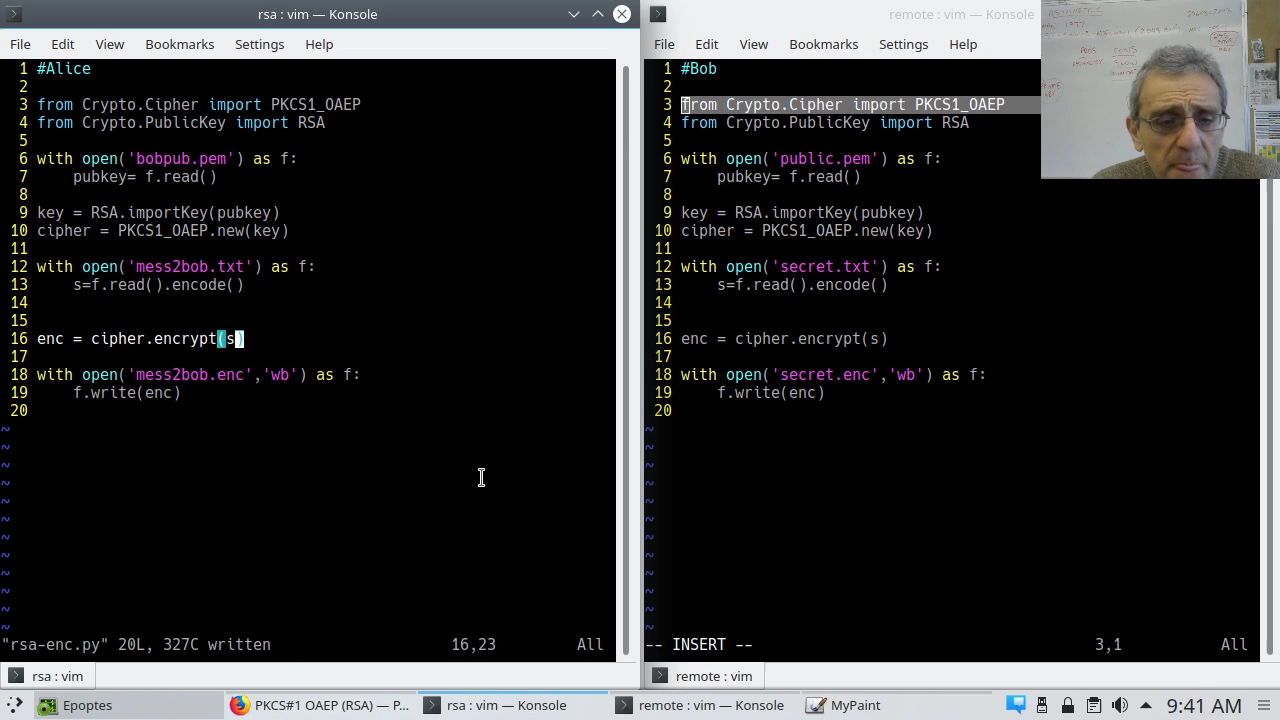 rsa : vim — Konsole
File Edit View Bookmarks Settings Help
1 #Alice
2
3 from Crypto.Cipher import PKCS1_OAEP
4 from Crypto.PublicKey import RSA
5
6 with open('bobpub.pem') as f:
7 pubkey= f.read()
8
9 key = RSA.importKey(pubkey)
10 cipher = PKCS1_OAEP.new(key)
11
12 with open('mess2bob.txt') as f:
13 s=f.read().encode()
14
15
16 enc = cipher.encrypt(s)
17
18 with open('mess2bob.enc','wb') as f:
19 f.write(enc)
20
~
~
~
~
~
~
~
~
~
~
~
~
"rsa-enc.py" 20L, 327C written 16,23 All
rsa : vim
remote : vim — Konsole
File Edit View Bookmarks Settings Help
1 #Bob
2
3 from Crypto.Cipher import PKCS1_OAEP
4 from Crypto.PublicKey import RSA
5
6 with open('public.pem') as f:
7 pubkey= f.read()
8
9 key = RSA.importKey(pubkey)
10 cipher = PKCS1_OAEP.new(key)
11
12 with open('secret.txt') as f:
13 s=f.read().encode()
14
15
16 enc = cipher.encrypt(s)
17
18 with open('secret.enc','wb') as f:
19 f.write(enc)
20
~
~
~
~
~
~
~
~
~
~
~
~
-- INSERT -- 3,1 All
remote : vim
ASYMMETRIC
1977
PROS CONS
SLOW
Epoptes PKCS#1 OAEP (RSA) — P... rsa : vim — Konsole remote : vim — Konsole MyPaint 9:41 AM